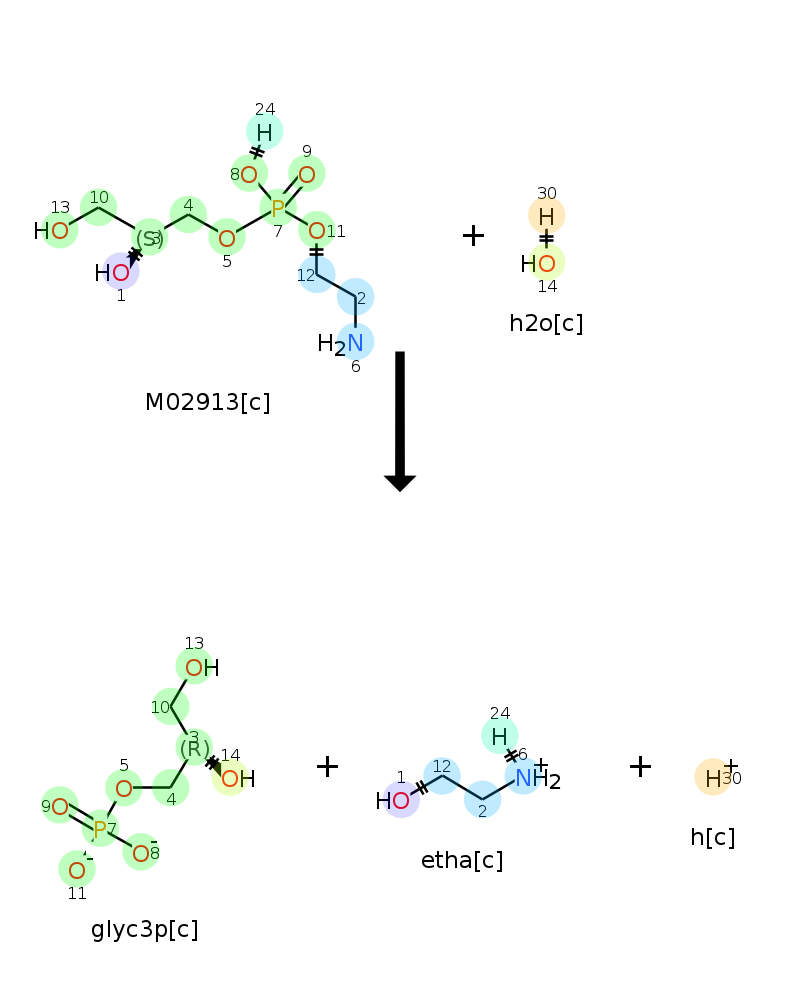 24
H
9
8 O O
13 10 4 P
HO (S) 3 7 O 11
HO O
1 5
12 2
H2N
6
M02913[c]
+
30
H
HO
14
h2o[c]
13
OH
10
3
(R) 14
OH
5
O 4
9 O
P 7
O- 8
O-
11
glyc3p[c]
+
24
H
6
1 12 +
HO NH2
2
etha[c]
+
H+
30
h[c]